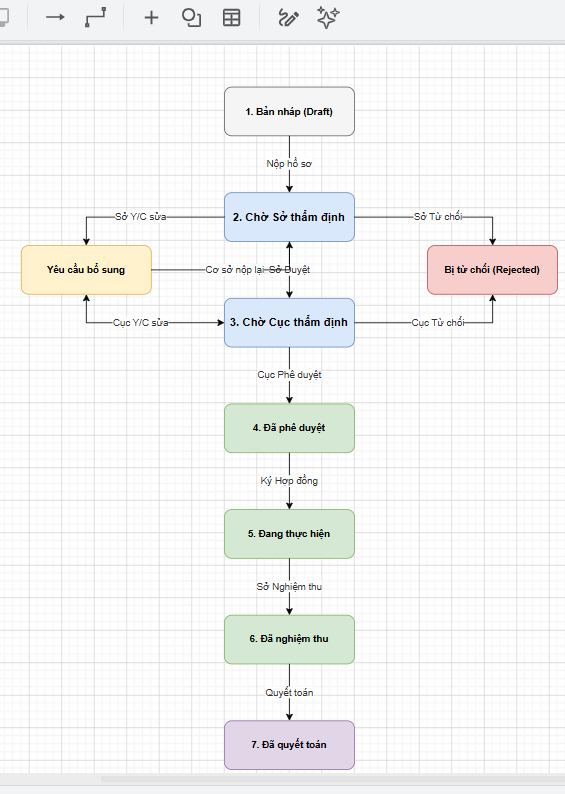 1. Bản nháp (Draft)
Nộp hồ sơ
Sở Y/C sửa
2. Chờ Sở thẩm định
Sở Từ chối
Yêu cầu bổ sung
Cơ sở nộp lại
Sở Duyệt
Bị từ chối (Rejected)
Cục Y/C sửa
3. Chờ Cục thẩm định
Cục Từ chối
Cục Phê duyệt
4. Đã phê duyệt
Ký Hợp đồng
5. Đang thực hiện
Sở Nghiệm thu
6. Đã nghiệm thu
Quyết toán
7. Đã quyết toán